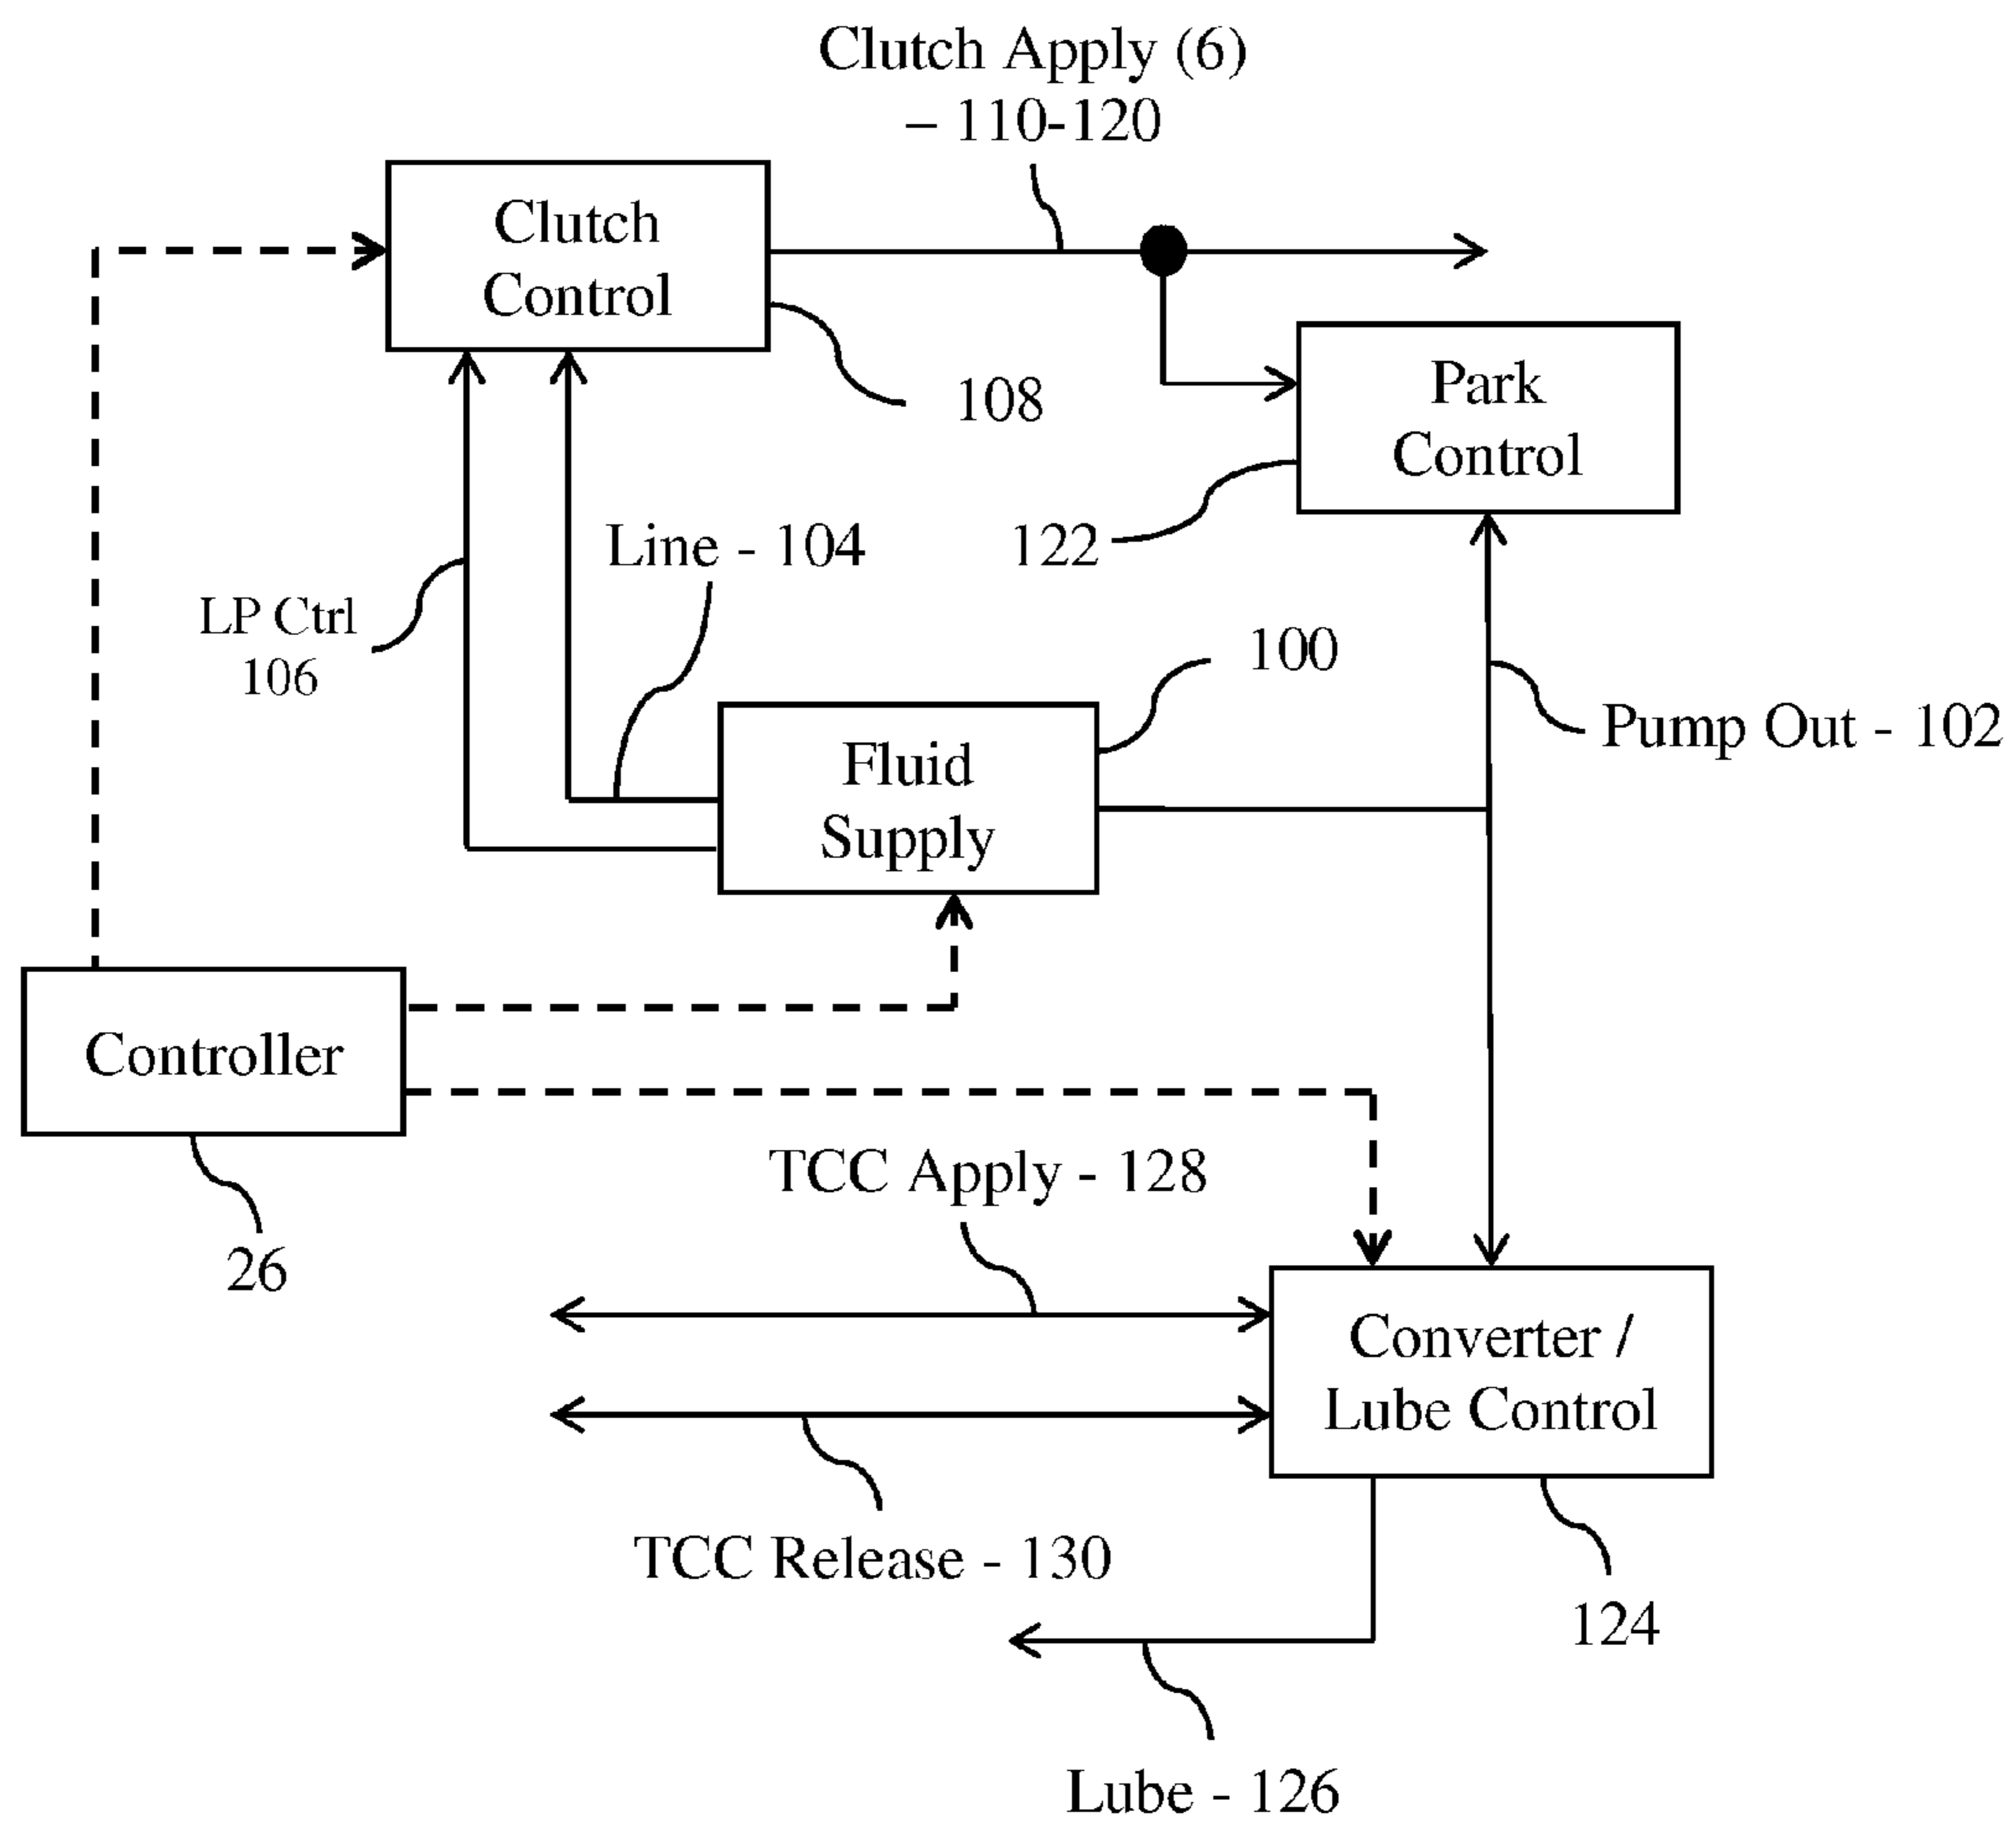 Clutch Apply (6)
– 110-120
Clutch
Control
108
Park
Control
122
Line - 104
LP Ctrl
106
100
Pump Out - 102
Fluid
Supply
Controller
26
TCC Apply - 128
Converter /
Lube Control
TCC Release - 130
124
Lube - 126